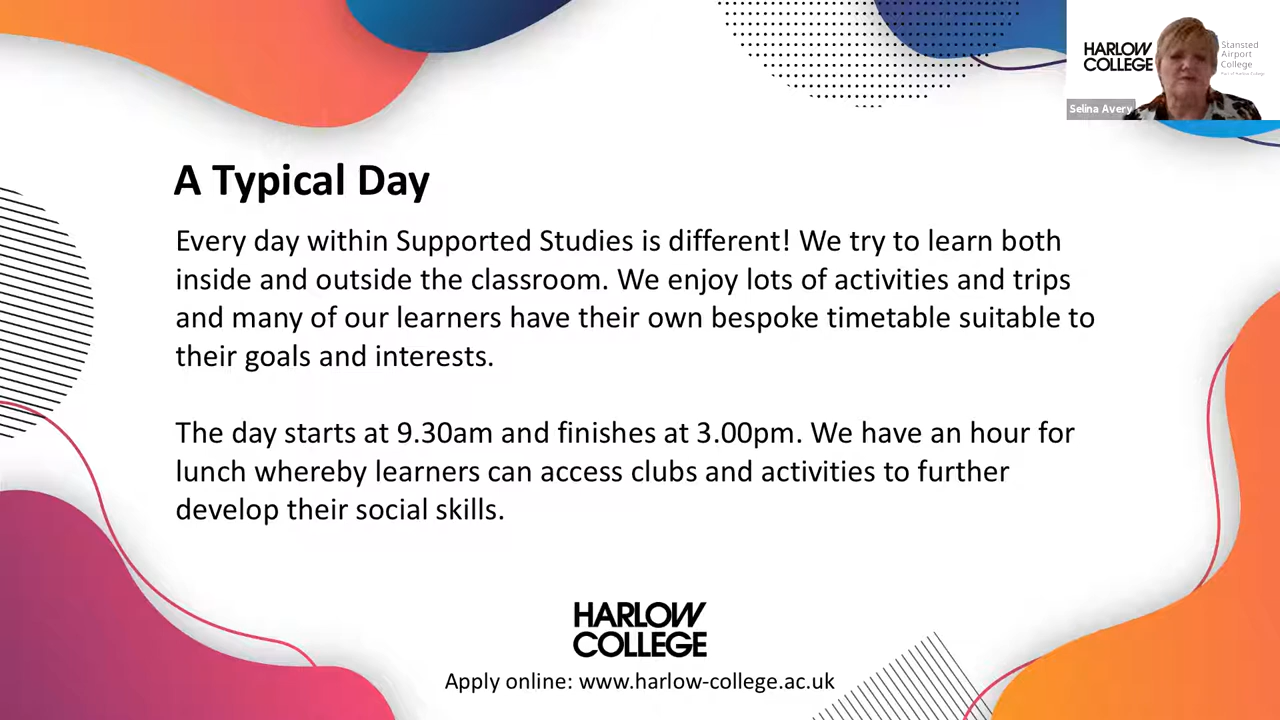 HARLOW
COLLEGE
Stansted
Airport
College
Part of Harlow College
Selina Avery
A Typical Day
Every day within Supported Studies is different! We try to learn both
inside and outside the classroom. We enjoy lots of activities and trips
and many of our learners have their own bespoke timetable suitable to
their goals and interests.
The day starts at 9.30am and finishes at 3.00pm. We have an hour for
lunch whereby learners can access clubs and activities to further
develop their social skills.
HARLOW
COLLEGE
Apply online: www.harlow-college.ac.uk